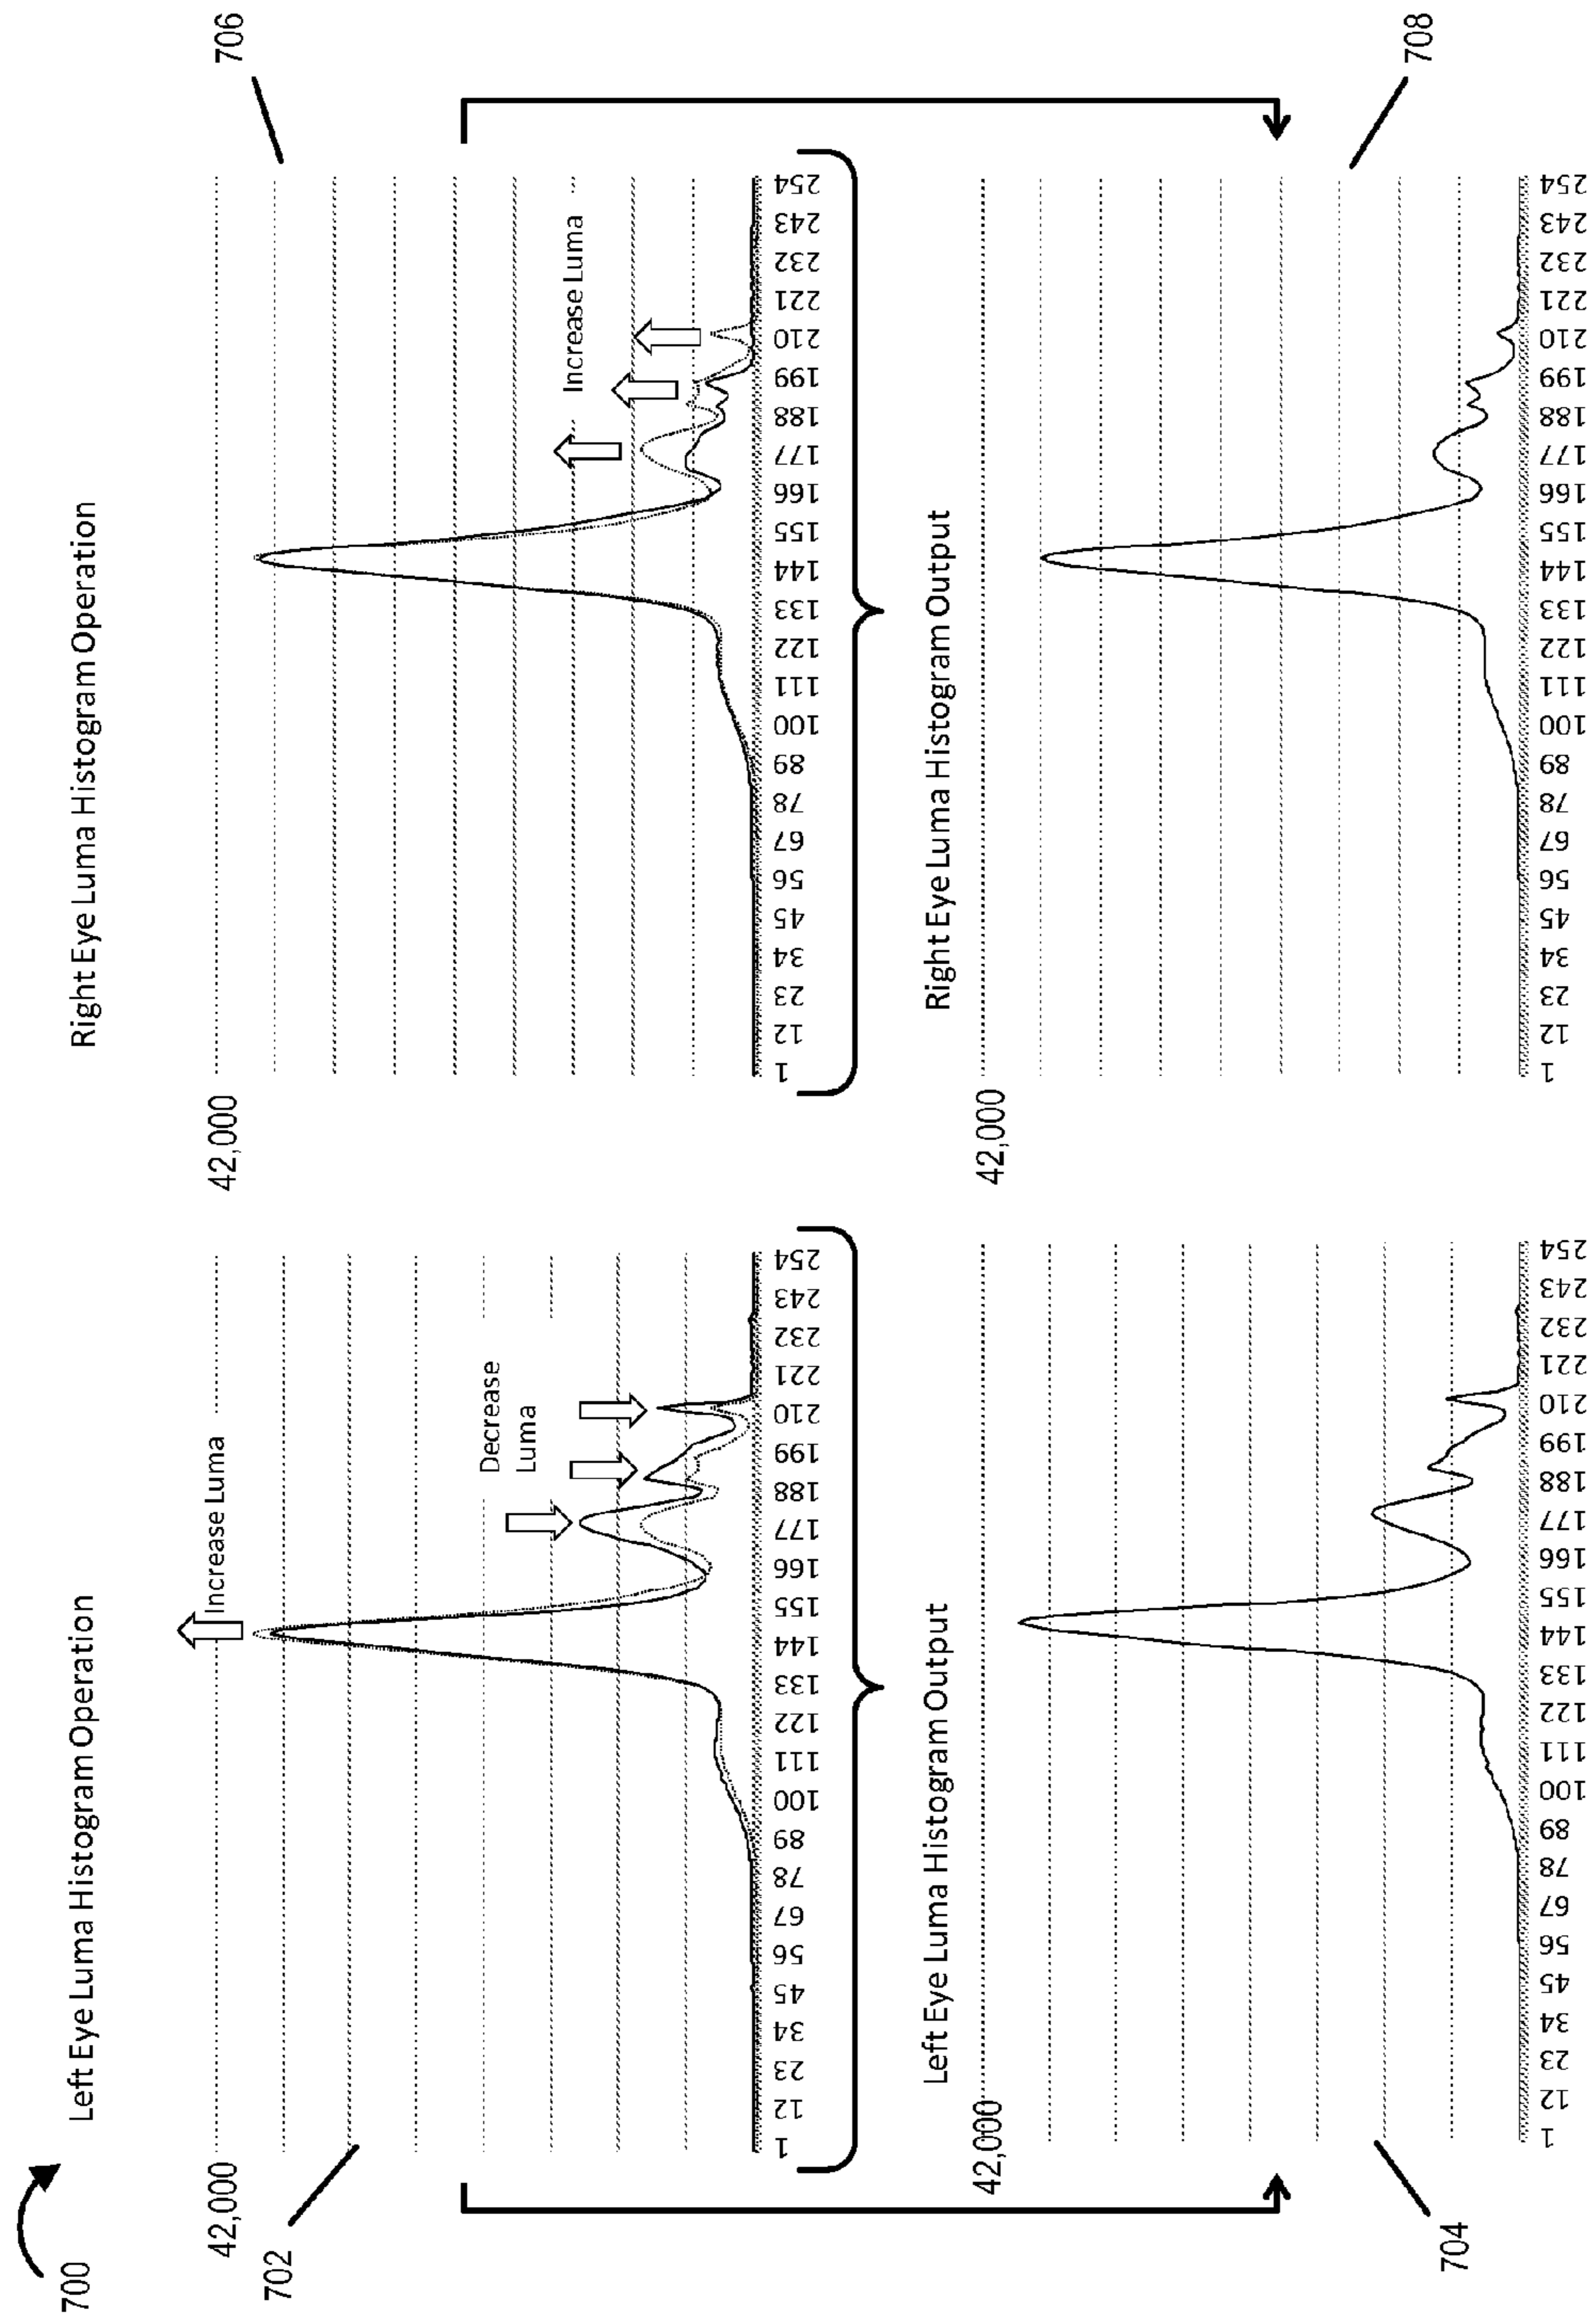 700
Left Eye Luma Histogram Operation
42,000
702
Increase Luma
Decrease
Luma
1 12 23 34 45 56 67 78 89 100 111 122 133 144 155 166 177 188 199 210 221 232 243 254
Right Eye Luma Histogram Operation
42,000
706
Increase Luma
1 12 23 34 45 56 67 78 89 100 111 122 133 144 155 166 177 188 199 210 221 232 243 254
Left Eye Luma Histogram Output
42,000
704
1 12 23 34 45 56 67 78 89 100 111 122 133 144 155 166 177 188 199 210 221 232 243 254
Right Eye Luma Histogram Output
42,000
708
1 12 23 34 45 56 67 78 89 100 111 122 133 144 155 166 177 188 199 210 221 232 243 254